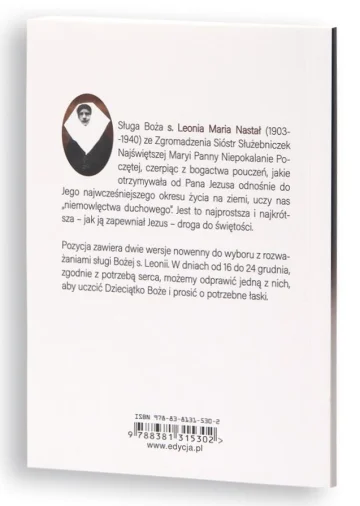 Sługa Boża s. Leonia Maria Nastał (1903-
-1940) ze Zgromadzenia Sióstr Służebniczek
Najświętszej Maryi Panny Niepokalanie Po-
czętej, czerpiąc z bogactwa pouczeń, jakie
otrzymywała od Pana Jezusa odnośnie do
Jego najwcześniejszego okresu życia na ziemi, uczy nas
„niemowlęctwa duchowego”. Jest to najprostsza i najkrót-
sza – jak ją zapewniał Jezus – droga do świętości.
Pozycja zawiera dwie wersje nowenny do wyboru z rozwa-
żaniami sługi Bożej s. Leonii. W dniach od 16 do 24 grudnia,
zgodnie z potrzebą serca, możemy odprawić jedną z nich,
aby uczcić Dzieciątko Boże i prosić o potrzebne łaski.
ISBN 978-83-8131-530-2
9 788381 315302 >
www.edycja.pl